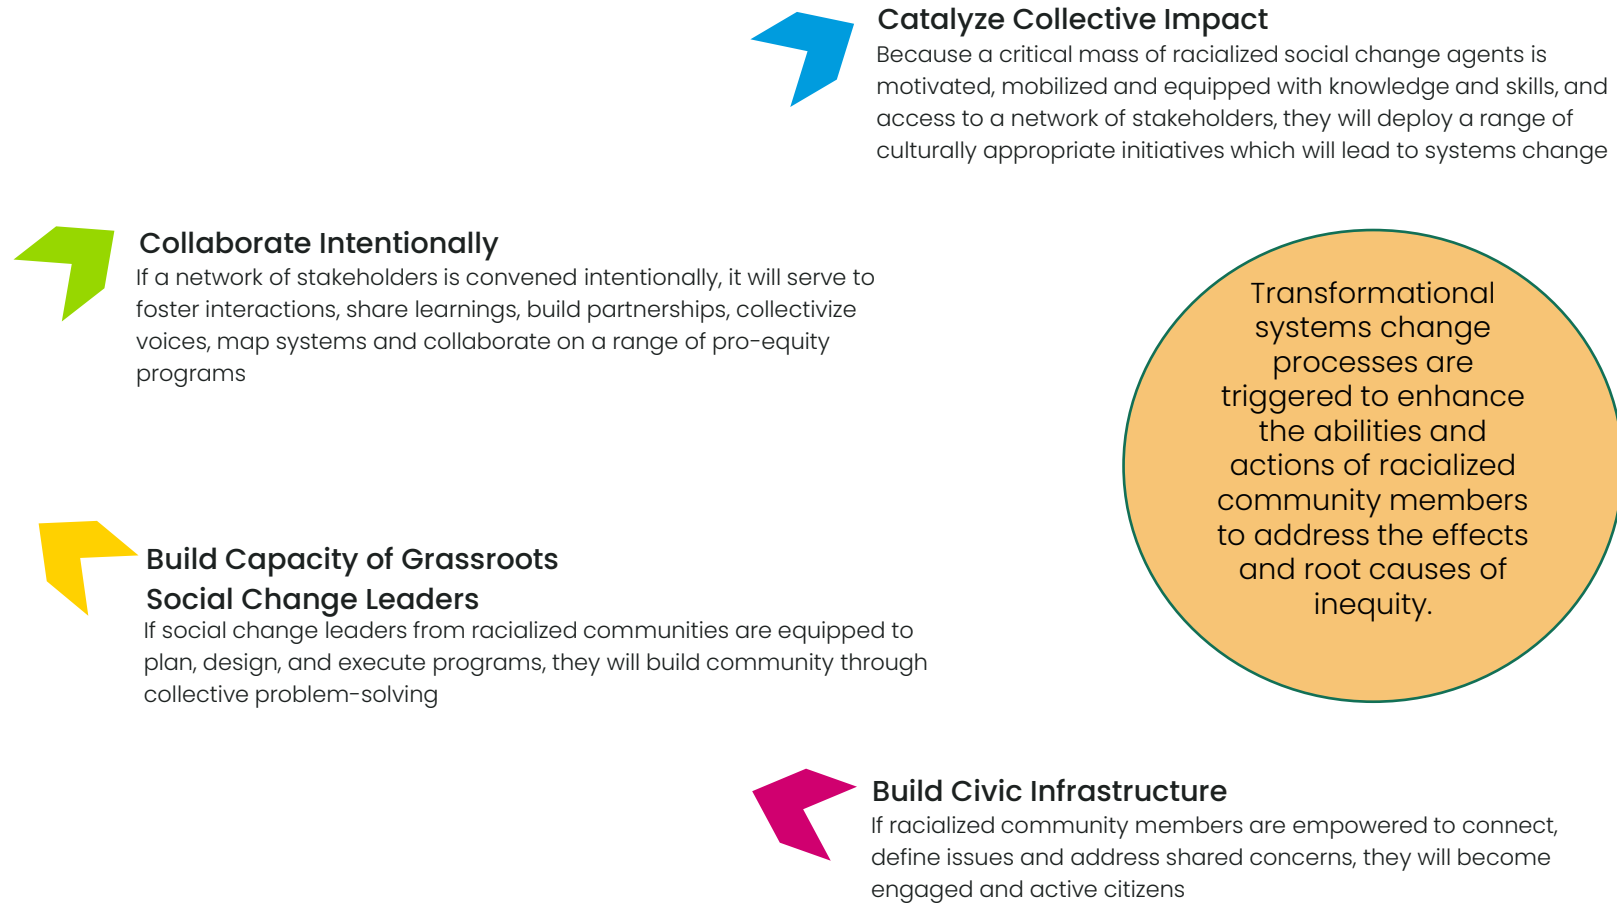 Catalyze Collective Impact
Because a critical mass of racialized social change agents is
motivated, mobilized and equipped with knowledge and skills, and
access to a network of stakeholders, they will deploy a range of
culturally appropriate initiatives which will lead to systems change
Collaborate Intentionally
If a network of stakeholders is convened intentionally, it will serve to
foster interactions, share learnings, build partnerships, collectivize
voices, map systems and collaborate on a range of pro-equity
programs
Transformational
systems change
processes are
triggered to enhance
the abilities and
actions of racialized
community members
to address the effects
and root causes of
inequity.
Build Capacity of Grassroots
Social Change Leaders
If social change leaders from racialized communities are equipped to
plan, design, and execute programs, they will build community through
collective problem-solving
Build Civic Infrastructure
If racialized community members are empowered to connect,
define issues and address shared concerns, they will become
engaged and active citizens